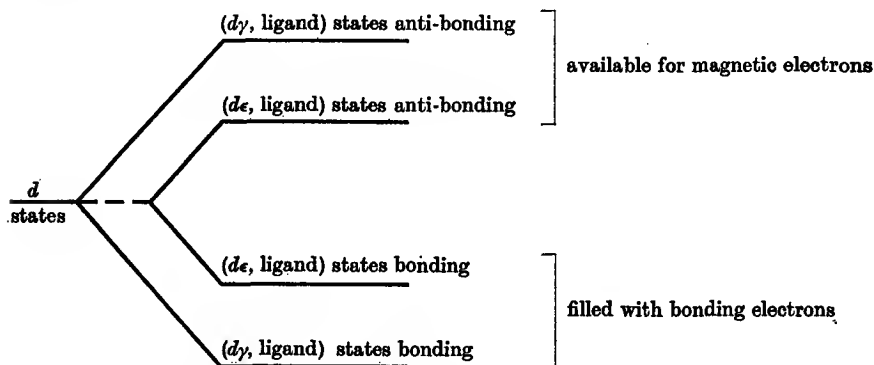 (dγ, ligand) states anti-bonding
available for magnetic electrons
(dϵ, ligand) states anti-bonding
d
states
(dϵ, ligand) states bonding
filled with bonding electrons
(dγ, ligand) states bonding